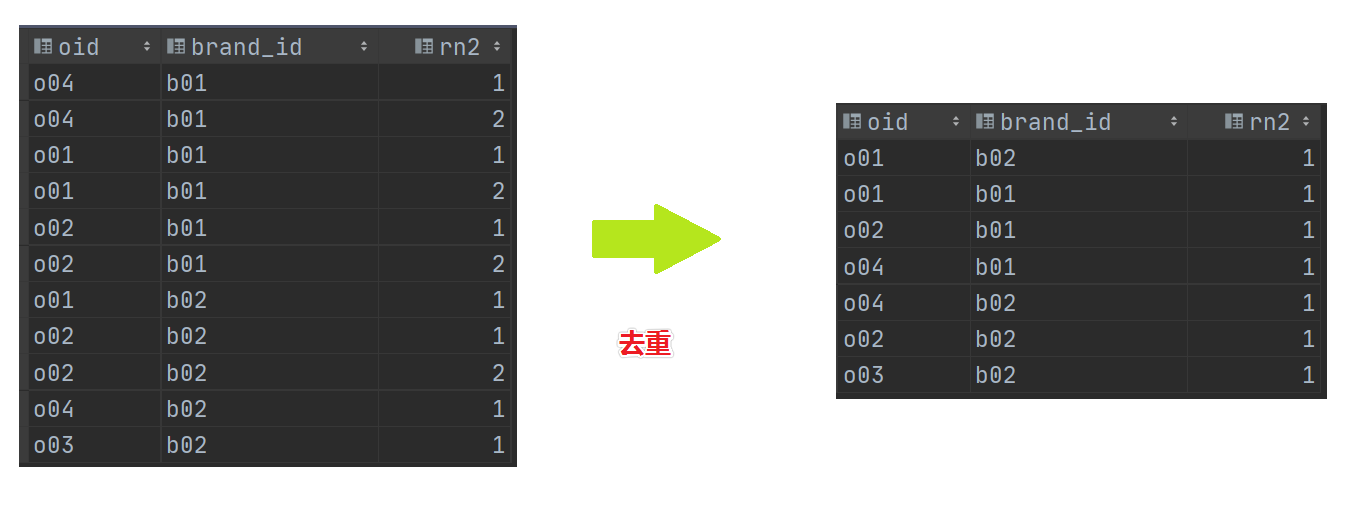 oid brand_id rn2
o04 b01 1
o04 b01 2
o01 b01 1
o01 b01 2
o02 b01 1
o02 b01 2
o01 b02 1
o02 b02 1
o02 b02 2
o04 b02 1
o03 b02 1
去重
oid brand_id rn2
o01 b02 1
o01 b01 1
o02 b01 1
o04 b01 1
o04 b02 1
o02 b02 1
o03 b02 1